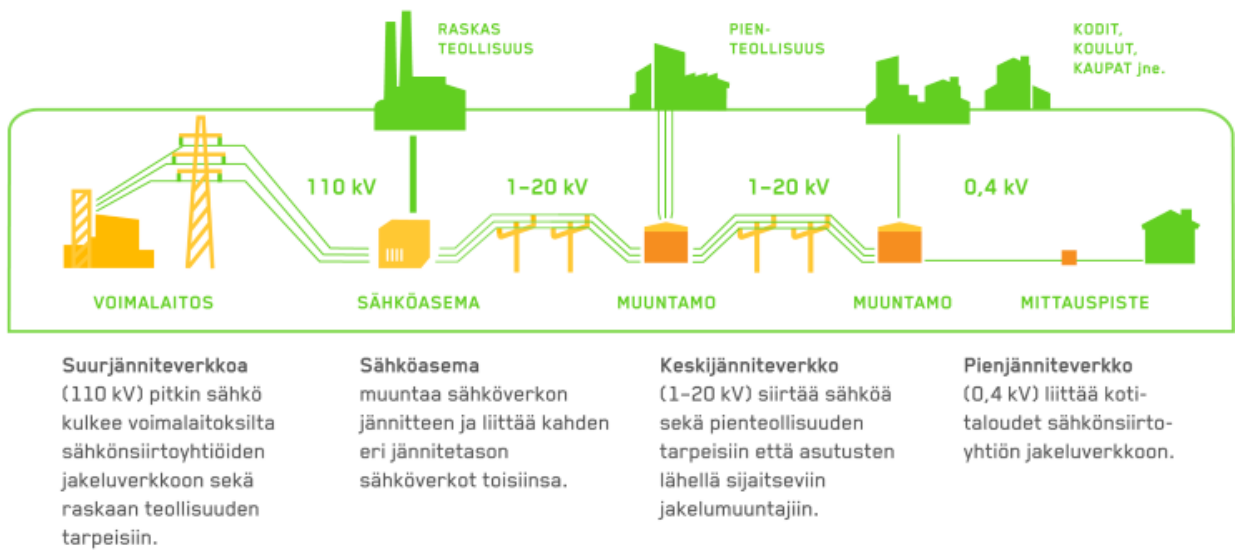 RASKAS
TEOLLISUUS
PIEN-
TEOLLISUUS
KODIT,
KOULUT,
KAUPAT jne.
110 kV
1–20 kV
1–20 kV
0,4 kV
VOIMALAITOS
SÄHKÖASEMA
MUUNTAMO
MUUNTAMO
MITTAUSPISTE
Suurjänniteverkkoa
(110 kV) pitkin sähkö
kulkee voimalaitoksilta
sähkönsiirtoyhtiöiden
jakeluverkkoon sekä
raskaan teollisuuden
tarpeisiin.
Sähköasema
muuntaa sähköverkon
jännitteen ja liittää kahden
eri jännitetason
sähköverkot toisiinsa.
Keskijänniteverkko
(1–20 kV) siirtää sähköä
sekä pienteollisuuden
tarpeisiin että asutusten
lähellä sijaitseviin
jakelumuuntajiin.
Pienjänniteverkko
(0,4 kV) liittää koti-
taloudet sähkönsiirto-
yhtiön jakeluverkkoon.